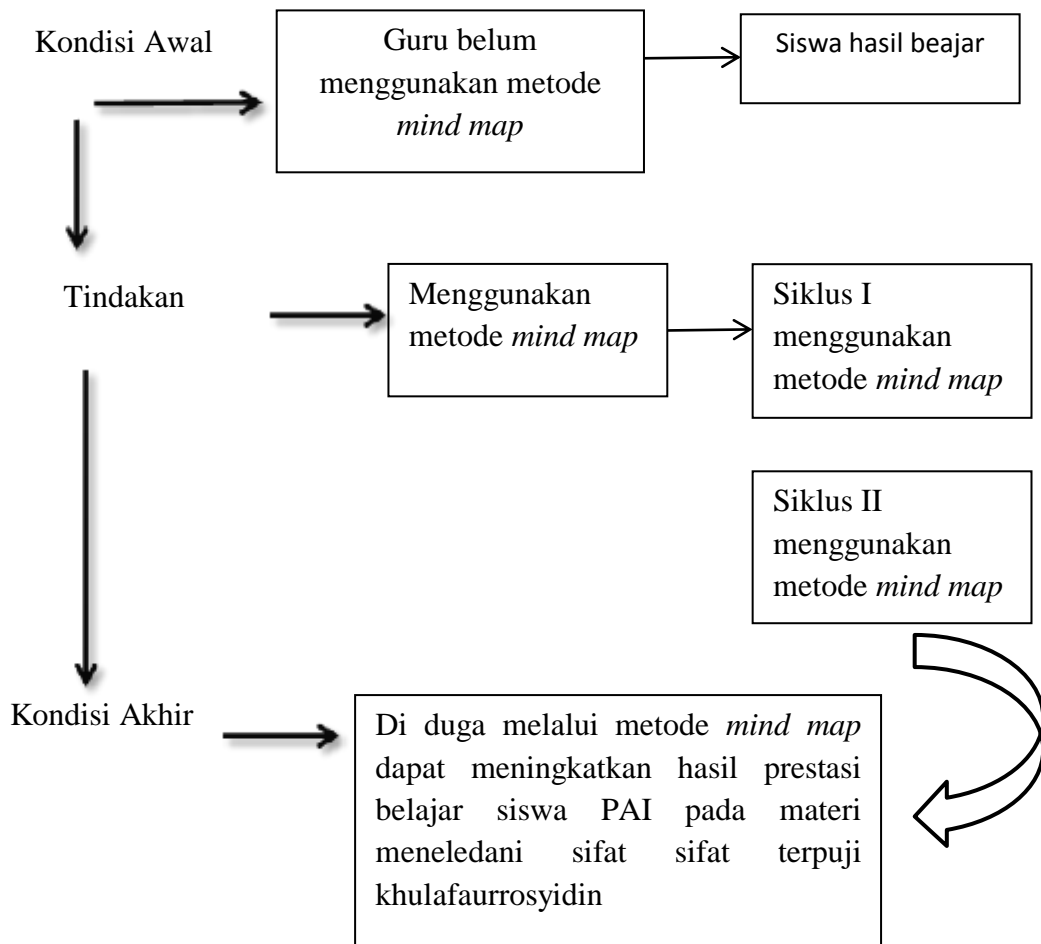 Kondisi Awal
Guru belum
menggunakan metode
mind map
Siswa hasil beajar
Tindakan
Menggunakan
metode mind map
Siklus I
menggunakan
metode mind map
Siklus II
menggunakan
metode mind map
Kondisi Akhir
Di duga melalui metode mind map
dapat meningkatkan hasil prestasi
belajar siswa PAI pada materi
meneledani sifat sifat terpuji
khulafaurrosyidin